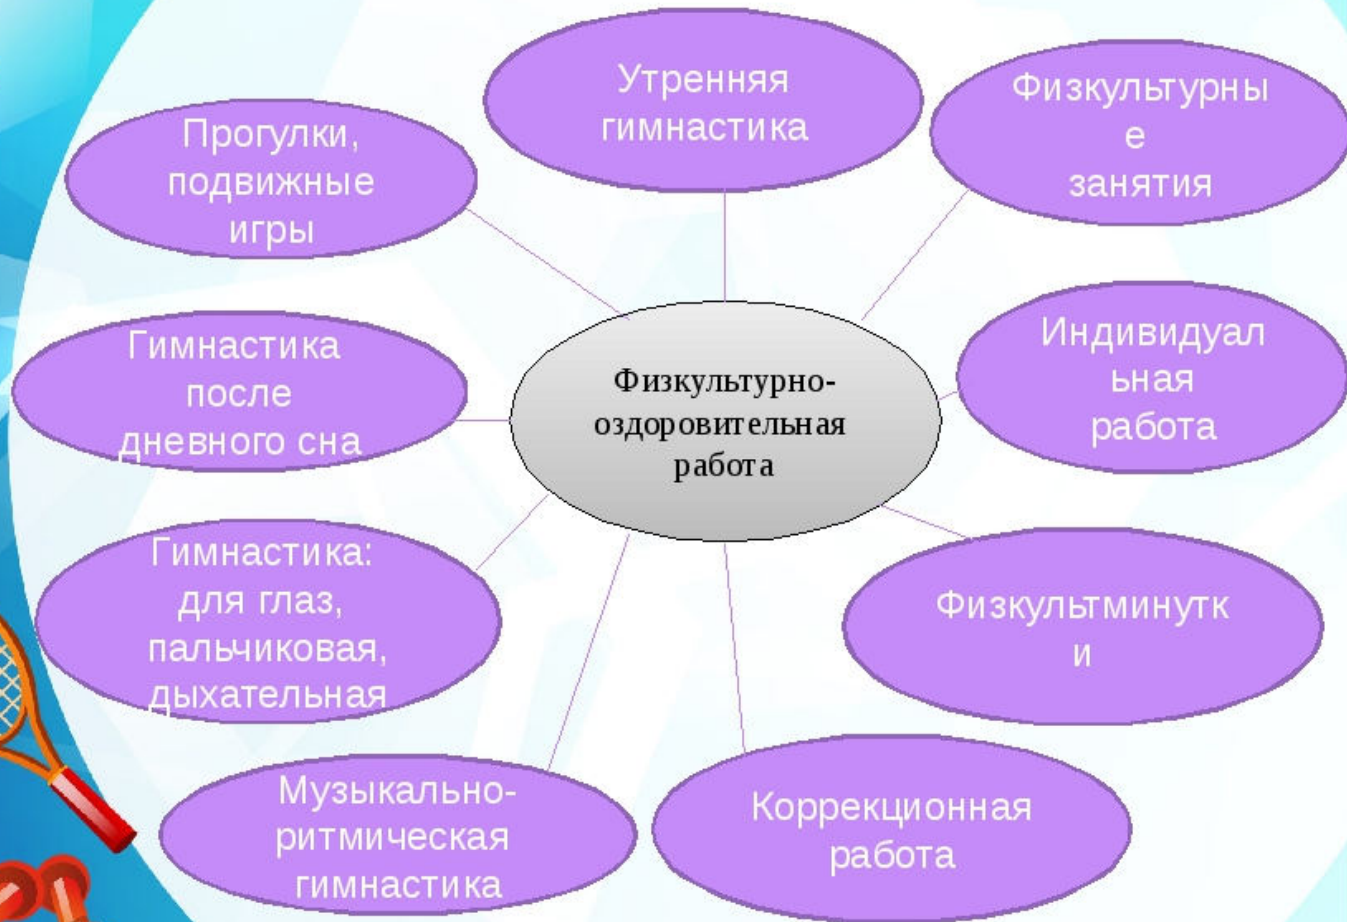 Утренняя
гимнастика
Физкультурны
е
занятия
Прогулки,
подвижные
игры
Индивидуал
ьная
работа
Гимнастика
после
дневного сна
Физкультурно-
оздоровительная
работа
Гимнастика:
для глаз,
пальчиковая,
дыхательная
Физкультминутк
и
Музыкально-
ритмическая
гимнастика
Коррекционная
работа